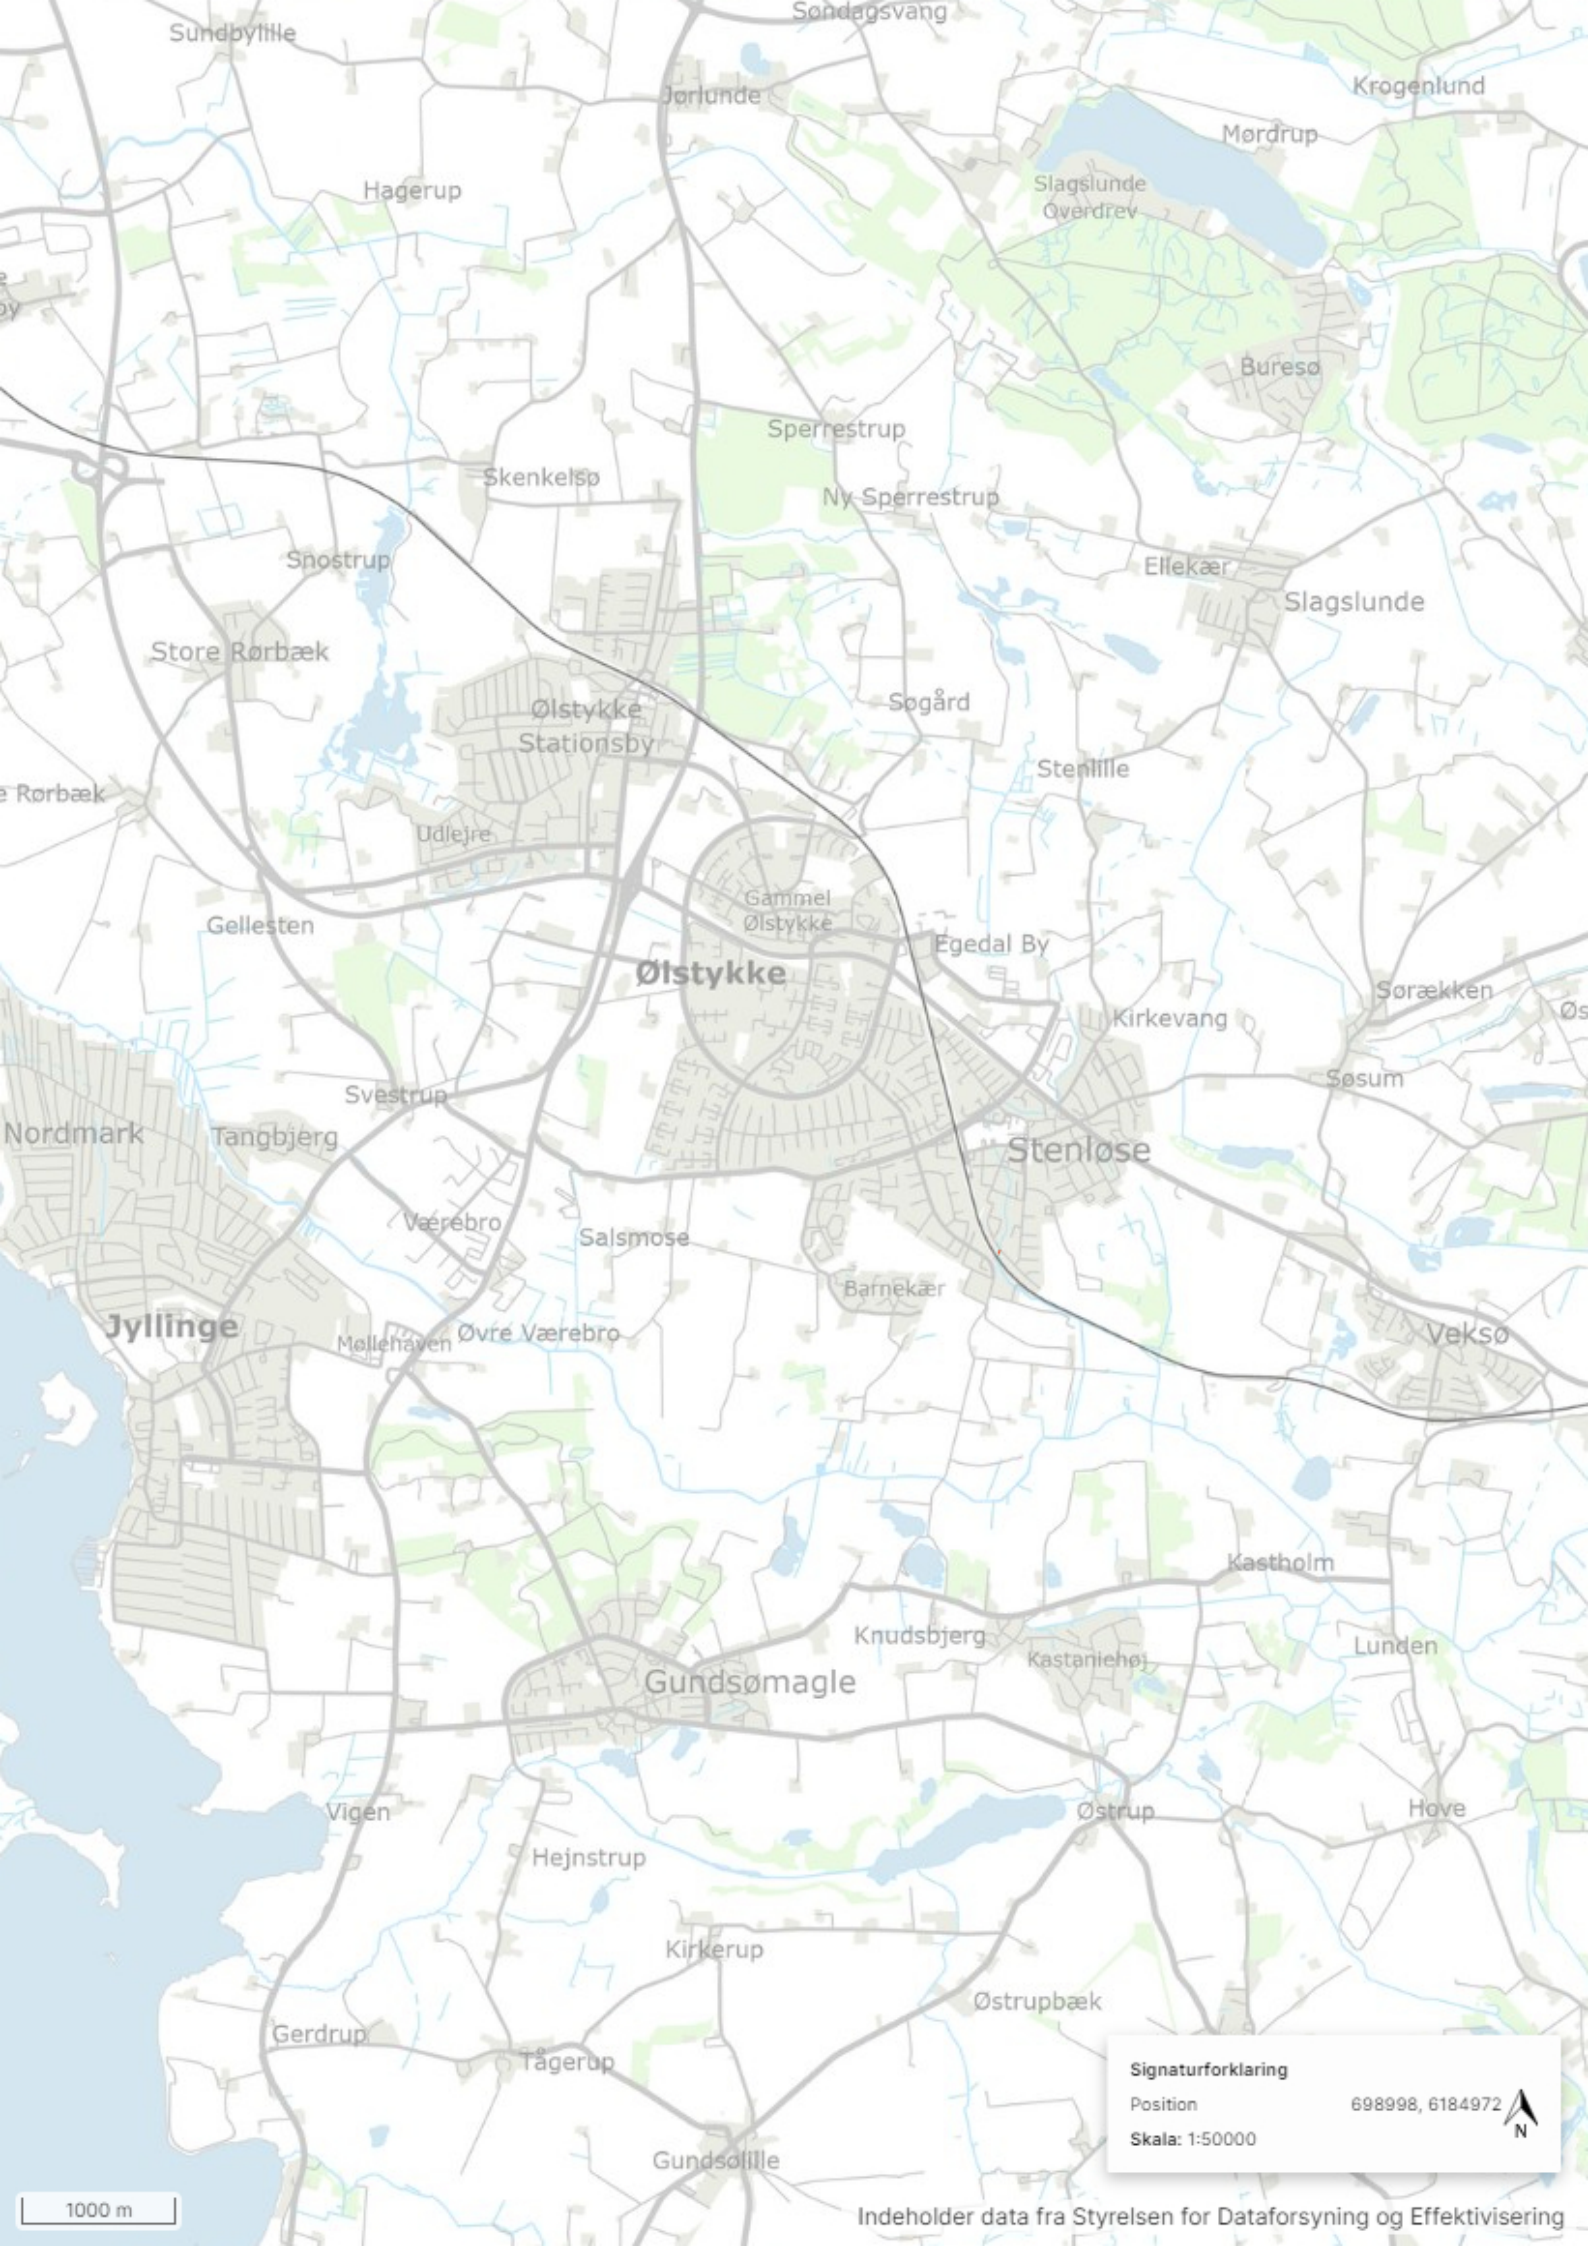 Søndagsvang
Sundbylille
Krogenlund
Jørlunde
Mørdrup
Slagslunde
Overdrev
Hagerup
Buresø
Sperrestrup
Skenkelsø
Ny Sperrestrup
Snostrup
Ellekær
Slagslunde
Store Rørbæk
Søgård
Ølstykke
Stationsby
Stenlille
e Rørbæk
Udlejre
Gammel
Ølstykke
Gellesten
Egedal By
Ølstykke
Sørækken
Øs
Kirkevang
Søsum
Svestrup
Nordmark
Tangbjerg
Stenløse
Værebro
Salsmose
Barnekær
Jyllinge
Møllehaven
Øvre Værebro
Veksø
Kastholm
Knudsbjerg
Lunden
Kastaniehøj
Gundsømagle
Vigen
Østrup
Hove
Hejnstrup
Kirkerup
Østrupbæk
Gerdrup
Tågerup
Gundsølille
Signaturforklaring
Position 698998, 6184972
N
Skala: 1:50000
1000 m
Indeholder data fra Styrelsen for Dataforsyning og Effektivisering